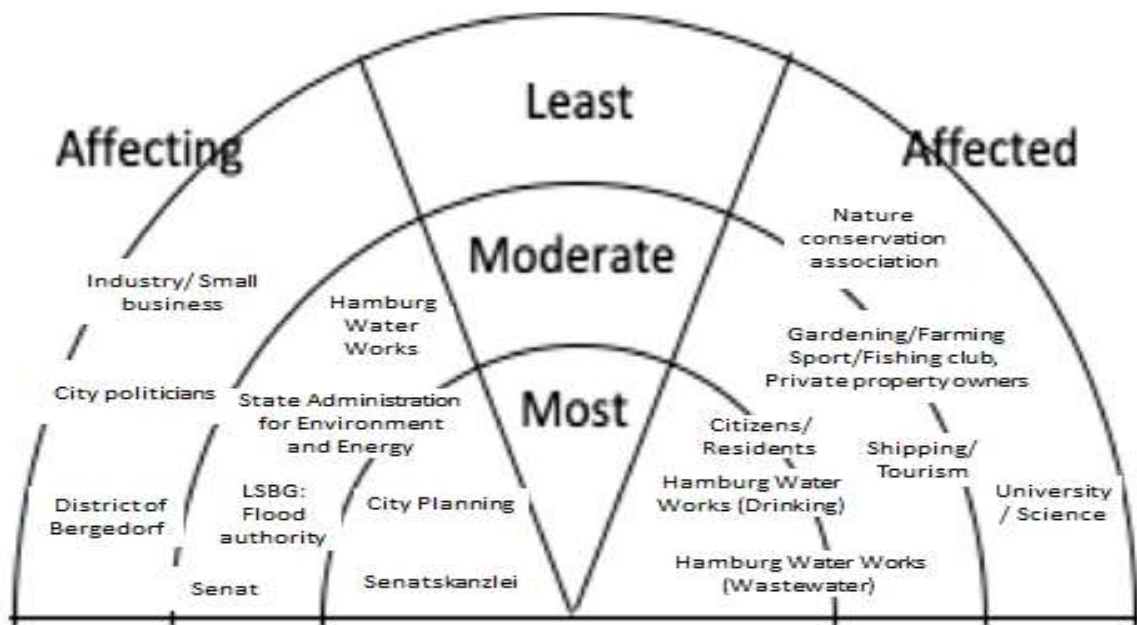 Least
Affecting
Affected
Moderate
Most
Industry/ Small
business
Hamburg
Water
Works
City politicians
State Administration
for Environment
and Energy
District of
Bergedorf
LSBG:
Flood
authority
City Planning
Senat
Senatskanzlei
Nature
conservation
association
Gardening/Farming
Sport/Fishing club,
Private property owners
Citizens/
Residents
Shipping/
Tourism
Hamburg Water
Works (Drinking)
University
/ Science
Hamburg Water Works
(Wastewater)